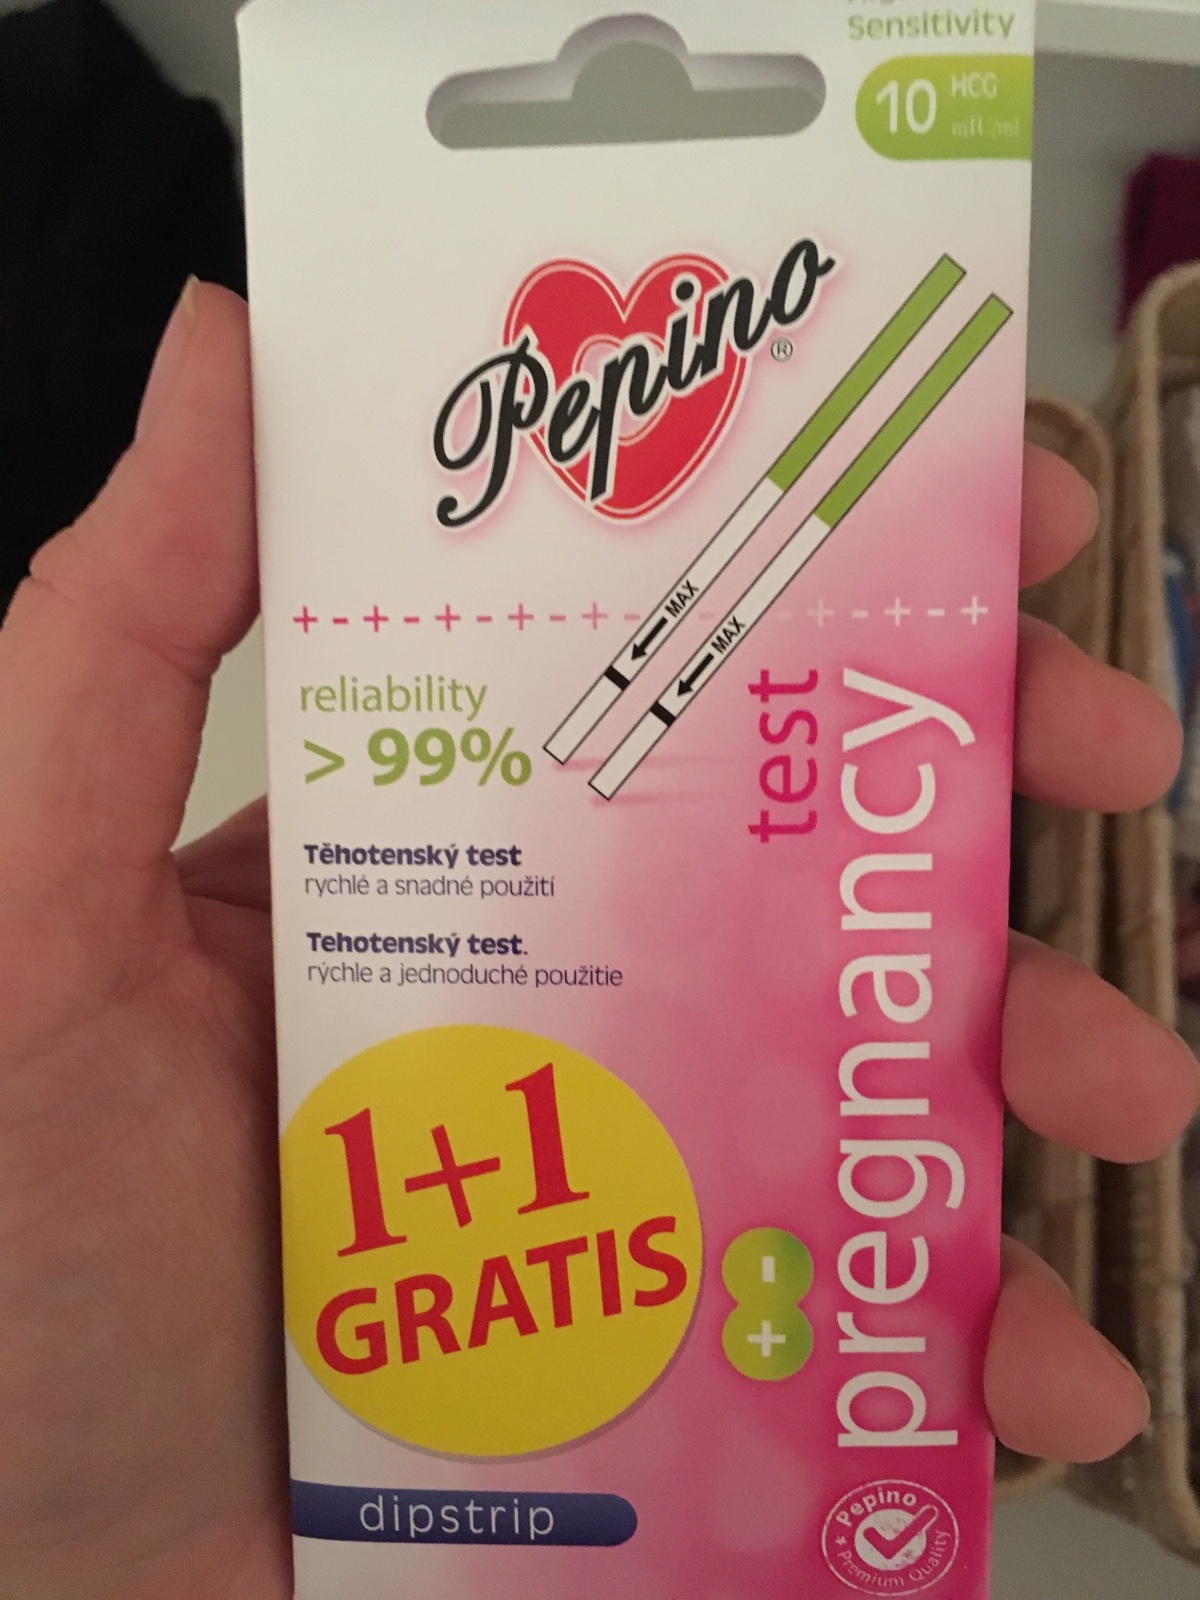 Sensitivity
10 HCG
mIU/ml
Pepino
®
+ - + - + - + - + - + - +
MAX
MAX
reliability
> 99%
test
pregnancy
Těhotenský test
rychlé a snadné použití
Tehotenský test.
rýchle a jednoduché použitie
1+1
GRATIS
+ -
dipstrip
Pepino
Premium Quality